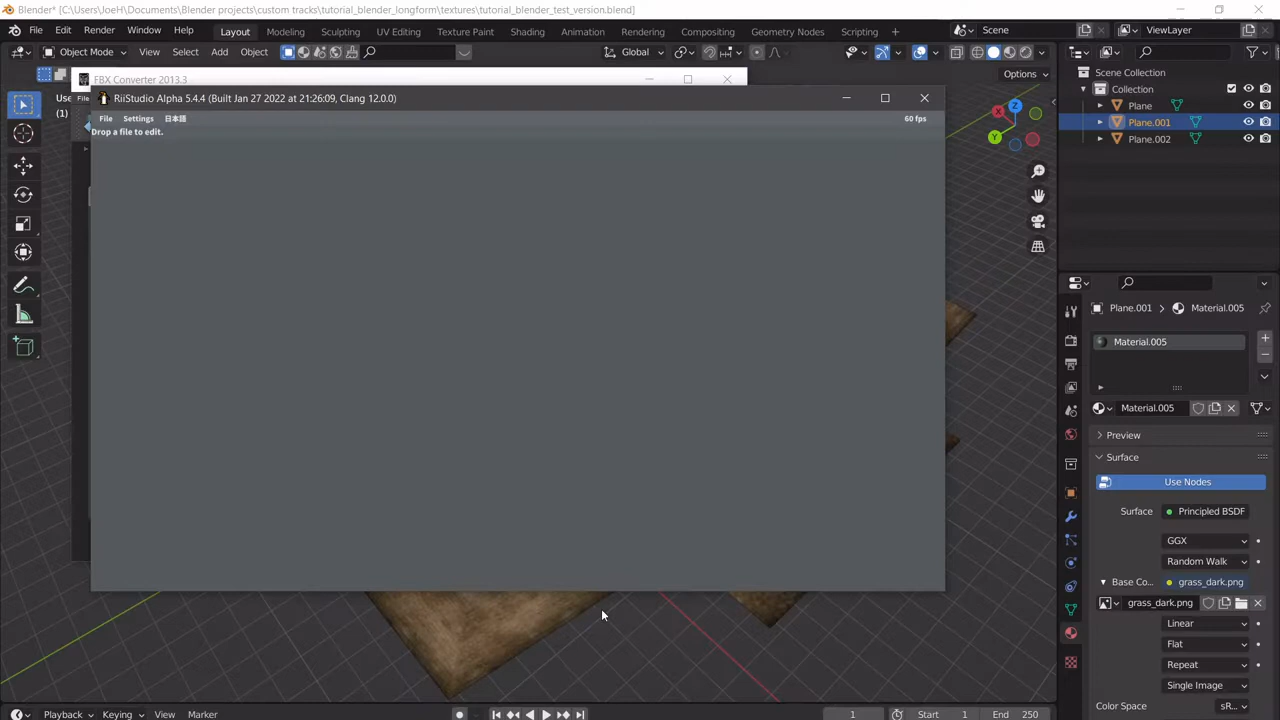 Blender* [C:\Users\JoeH\Documents\Blender projects\custom tracks\tutorial_blender_longform\textures\tutorial_blender_test_version.blend]
File Edit Render Window Help Layout Modeling Sculpting UV Editing Texture Paint Shading Animation Rendering Compositing Geometry Nodes Scripting + Scene ViewLayer
Object Mode View Select Add Object Global
Options
FBX Converter 2013.3
RiiStudio Alpha 5.4.4 (Built Jan 27 2022 at 21:26:09, Clang 12.0.0)
File Settings 日本語 60 fps
Drop a file to edit.
Use
(1)
File
X
Y
Z
Scene Collection
Collection
Plane
Plane.001
Plane.002
Plane.001 > Material.005
Material.005
Material.005
Preview
Surface
Use Nodes
Surface Principled BSDF
GGX
Random Walk
Base Co... grass_dark.png
grass_dark.png
Linear
Flat
Repeat
Single Image
Color Space sR...
Playback Keying View Marker 1 Start 1 End 250